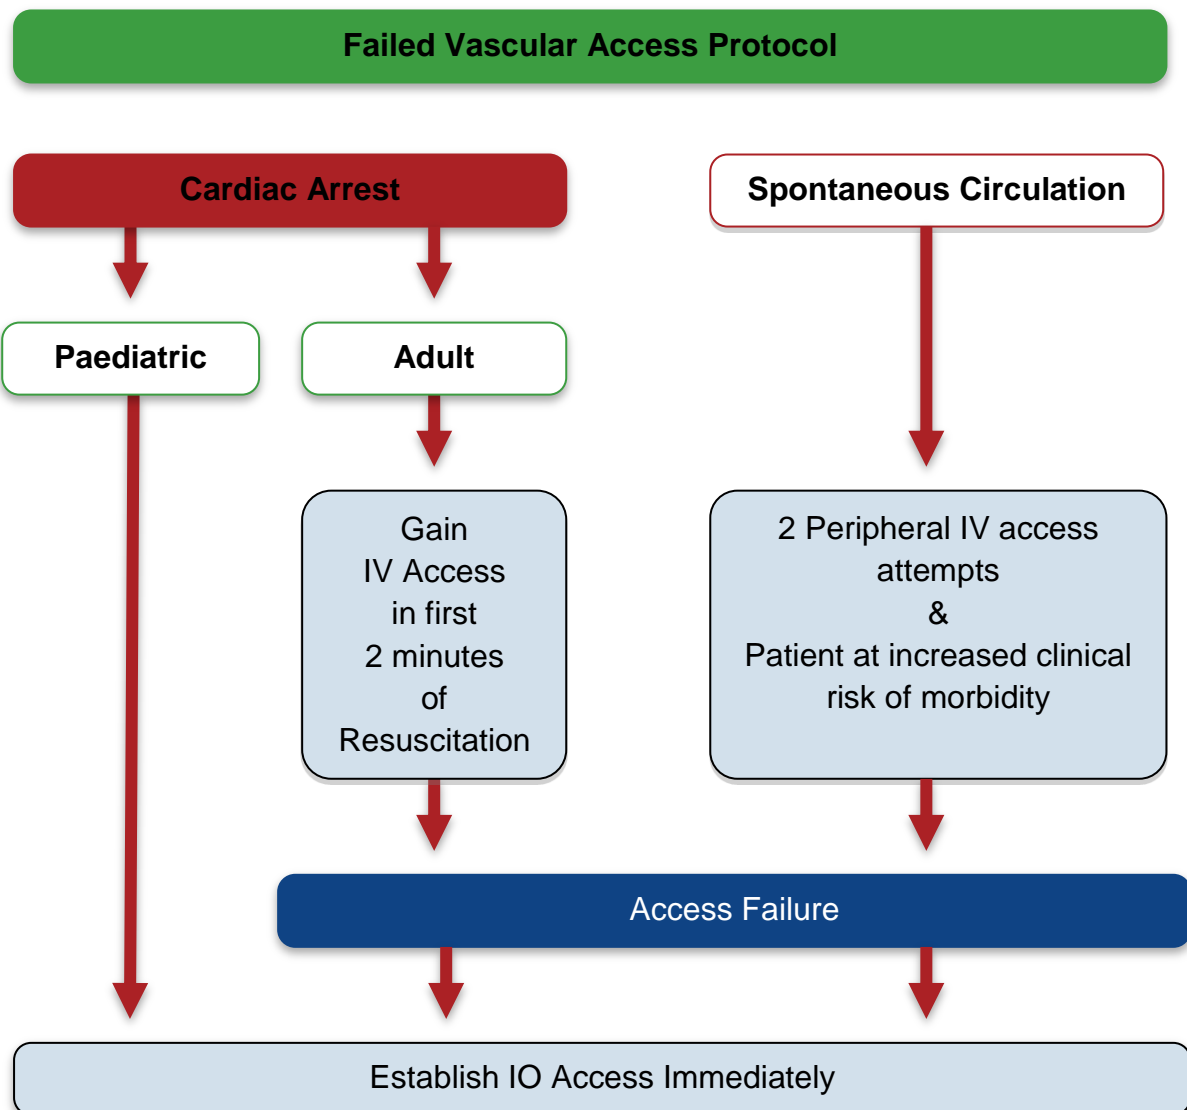 Failed Vascular Access Protocol
Cardiac Arrest
Spontaneous Circulation
Paediatric
Adult
Gain
IV Access
in first
2 minutes
of
Resuscitation
2 Peripheral IV access
attempts
&
Patient at increased clinical
risk of morbidity
Access Failure
Establish IO Access Immediately